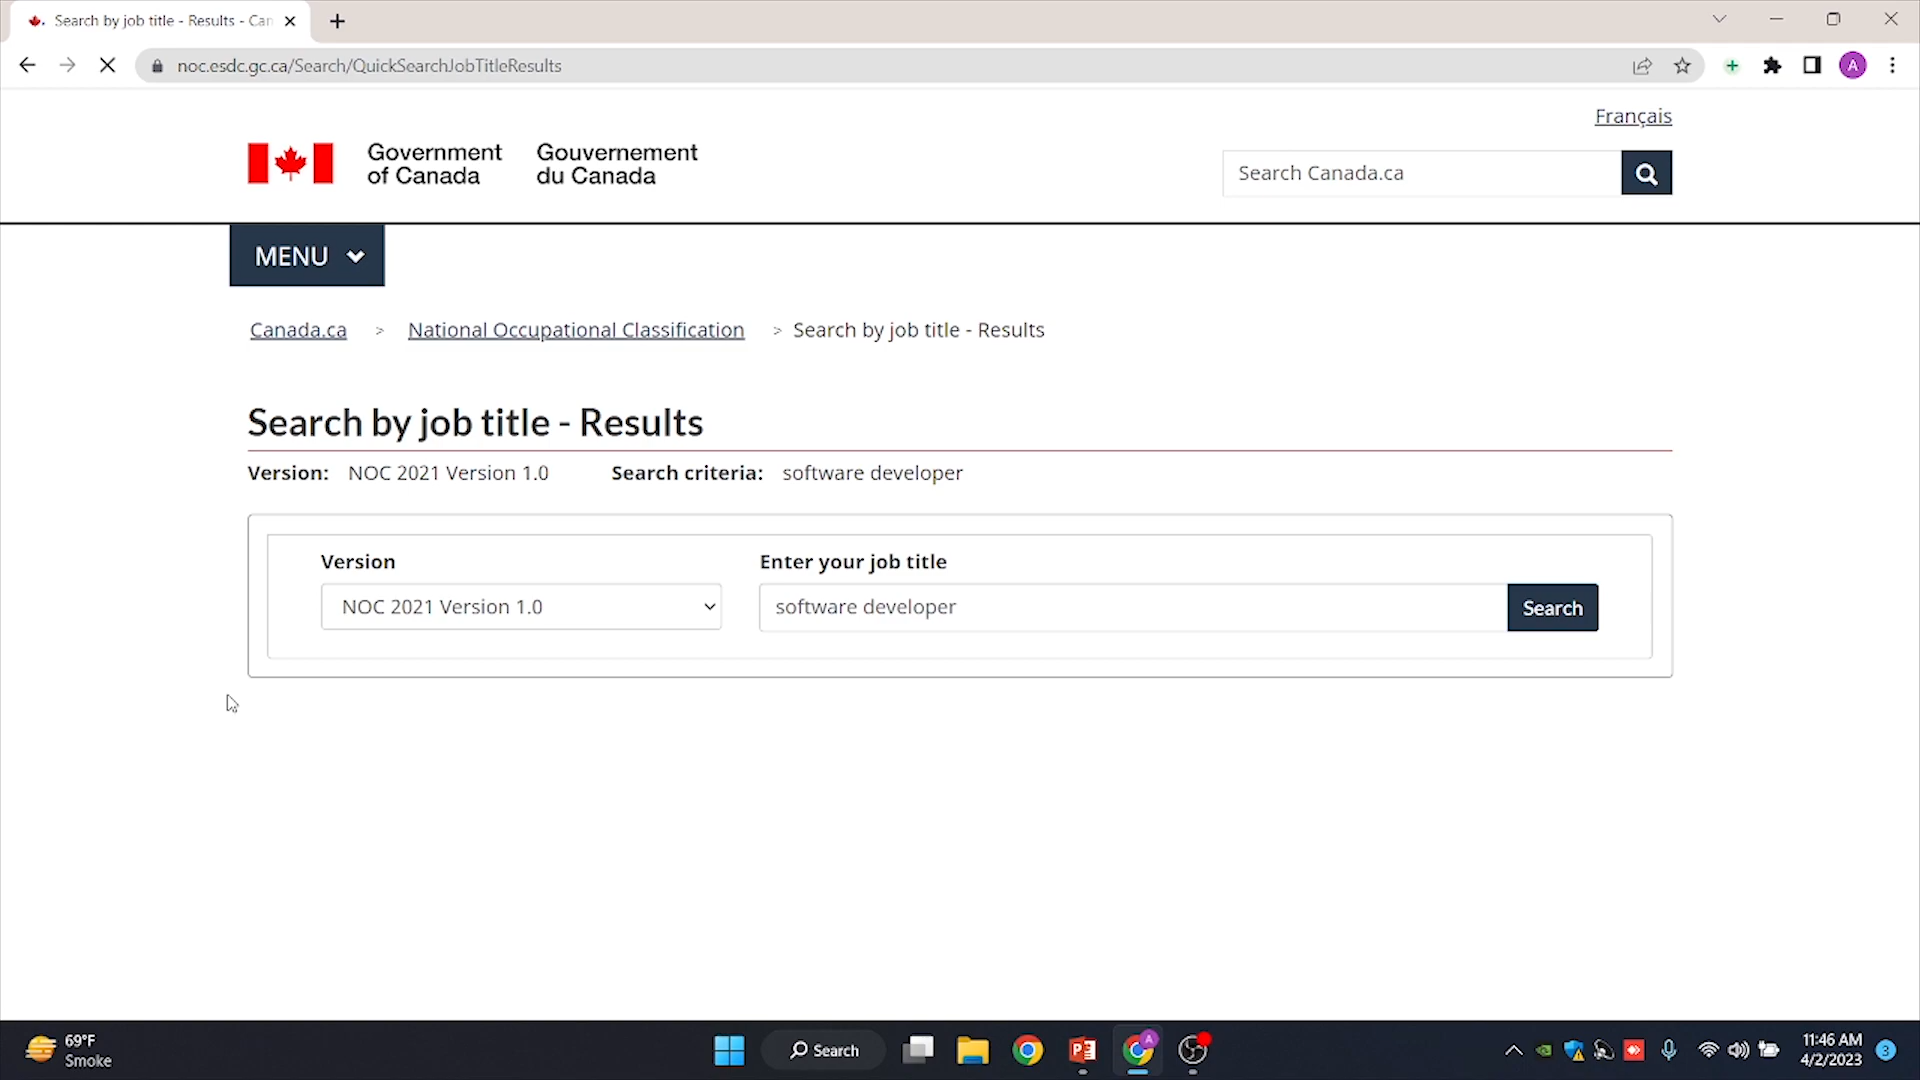 Search by job title - Results - Can
noc.esdc.gc.ca/Search/QuickSearchJobTitleResults
A
Français
Government
of Canada
Gouvernement
du Canada
Search Canada.ca
MENU
Canada.ca > National Occupational Classification > Search by job title - Results
Search by job title - Results
Version: NOC 2021 Version 1.0 Search criteria: software developer
Version
Enter your job title
NOC 2021 Version 1.0
software developer
Search
69°F
Smoke
Search
A
11:46 AM
4/2/2023
3